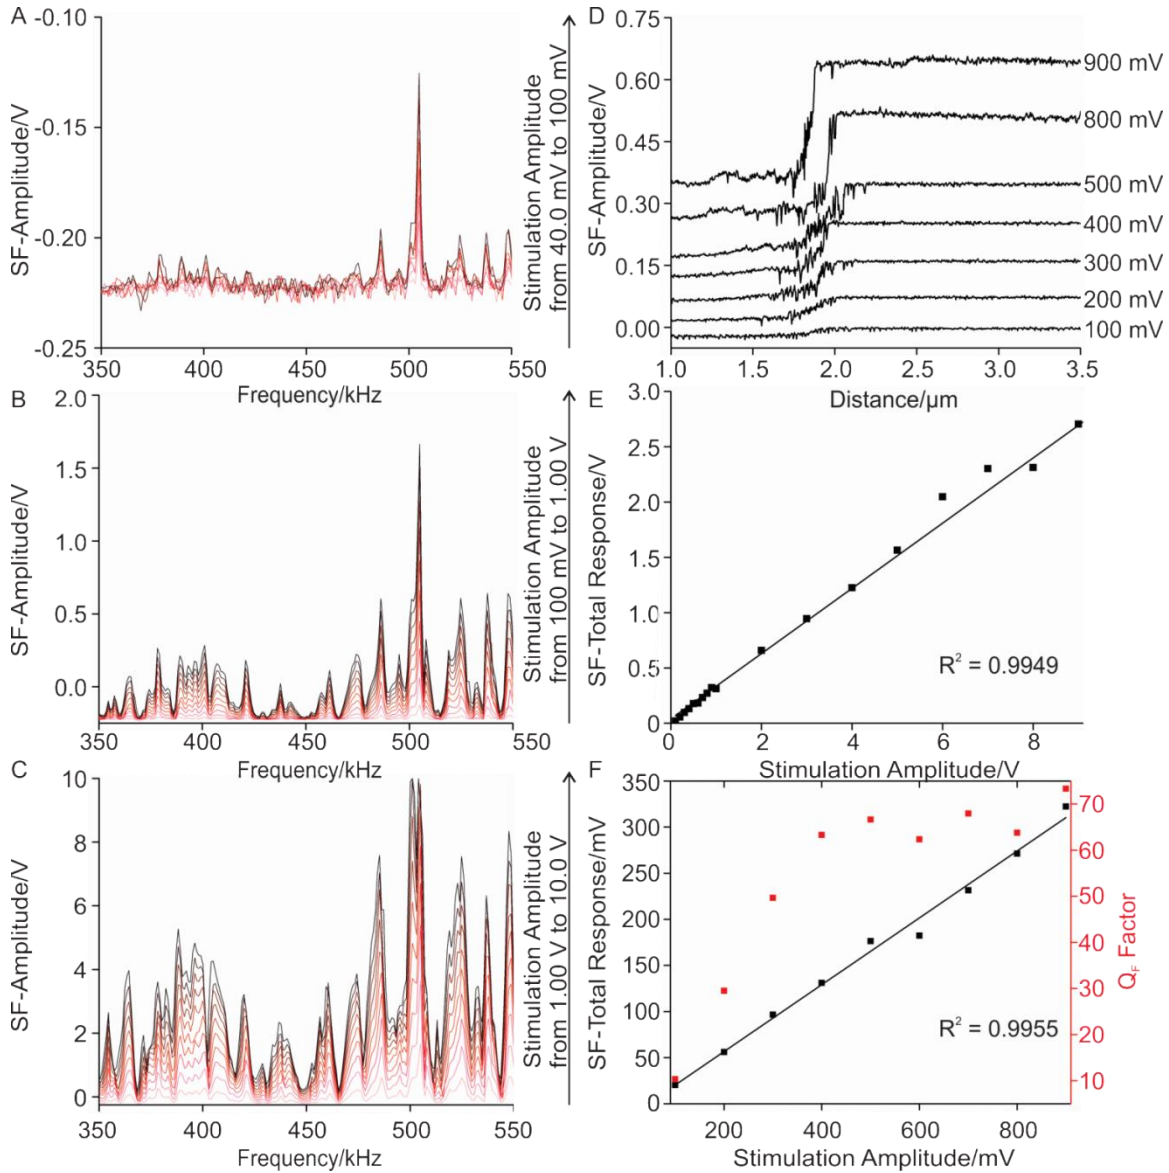 A
-0.10
-0.15
-0.20
-0.25
SF-Amplitude/V
350 400 450 500 550
Frequency/kHz
Stimulation Amplitude
from 40.0 mV to 100 mV
B
2.0
1.5
1.0
0.5
0.0
SF-Amplitude/V
350 400 450 500 550
Frequency/kHz
Stimulation Amplitude
from 100 mV to 1.00 V
C
10
8
6
4
2
0
SF-Amplitude/V
350 400 450 500 550
Frequency/kHz
Stimulation Amplitude
from 1.00 V to 10.0 V
D
0.75
0.60
0.45
0.30
0.15
0.00
SF-Amplitude/V
900 mV
800 mV
500 mV
400 mV
300 mV
200 mV
100 mV
1.0 1.5 2.0 2.5 3.0 3.5
Distance/µm
E
3.0
2.5
2.0
1.5
1.0
0.5
0
SF-Total Response/V
R² = 0.9949
0 2 4 6 8
Stimulation Amplitude/V
F
350
300
250
200
150
100
50
0
SF-Total Response/mV
R² = 0.9955
70
60
50
40
30
20
10
Q_F Factor
200 400 600 800
Stimulation Amplitude/mV